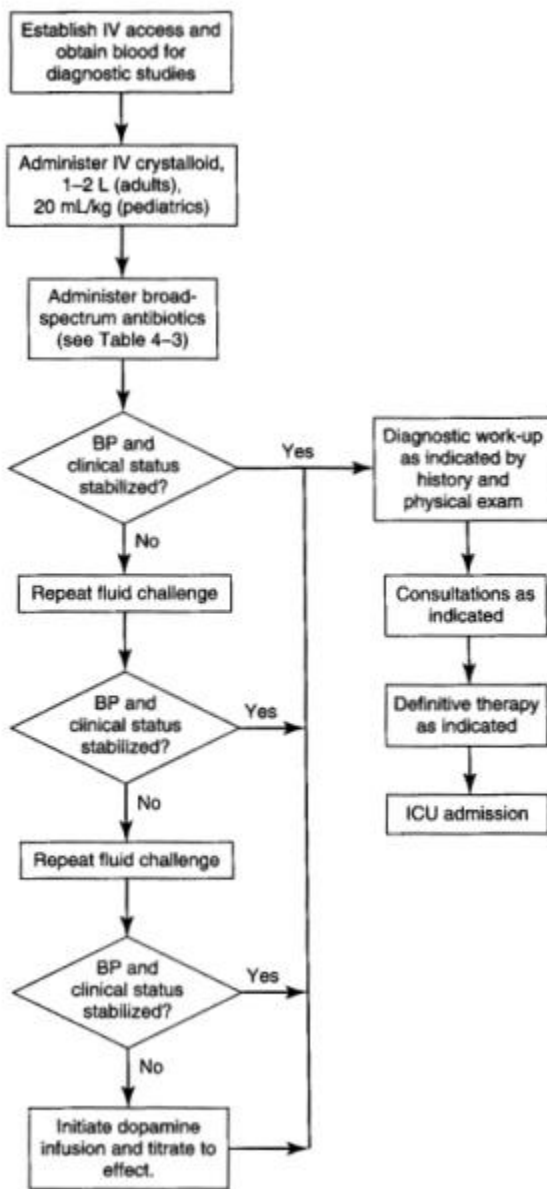 Establish IV access and
obtain blood for
diagnostic studies
Administer IV crystalloid,
1–2 L (adults),
20 mL/kg (pediatrics)
Administer broad-
spectrum antibiotics
(see Table 4–3)
BP and
clinical status
stabilized?
Yes
No
Repeat fluid challenge
BP and
clinical status
stabilized?
Yes
No
Repeat fluid challenge
BP and
clinical status
stabilized?
Yes
No
Initiate dopamine
infusion and titrate to
effect.
Diagnostic work-up
as indicated by
history and
physical exam
Consultations as
indicated
Definitive therapy
as indicated
ICU admission